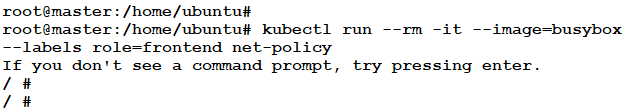 root@master:/home/ubuntu#
root@master:/home/ubuntu# kubectl run --rm -it --image=busybox
--labels role=frontend net-policy
If you don't see a command prompt, try pressing enter.
/ #
/ #